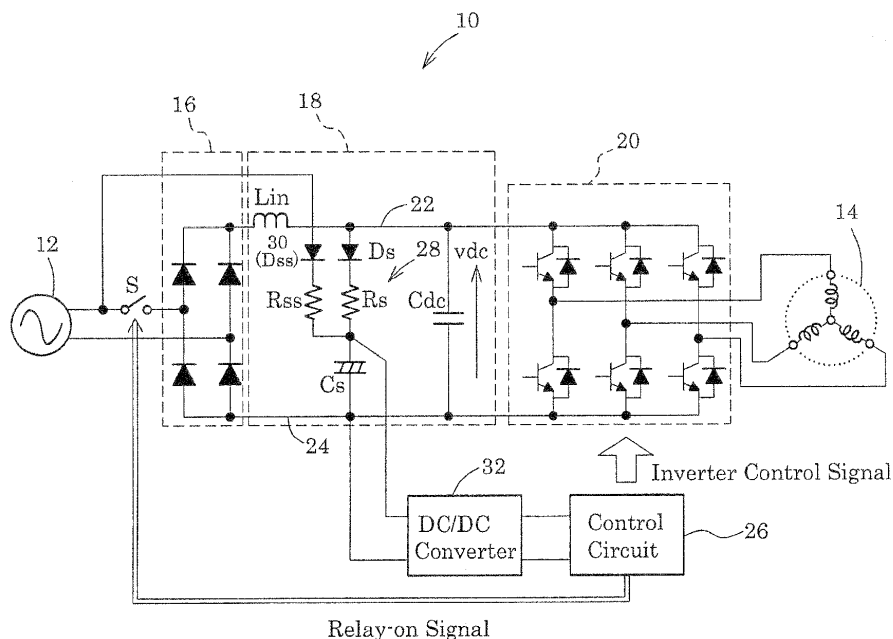 10
16
18
20
Lin
22
14
12
30
(Dss)
Ds
28
vdc
S
Rss
Rs
Cdc
Cs
24
32
Inverter Control Signal
DC/DC
Converter
Control
Circuit
26
Relay-on Signal